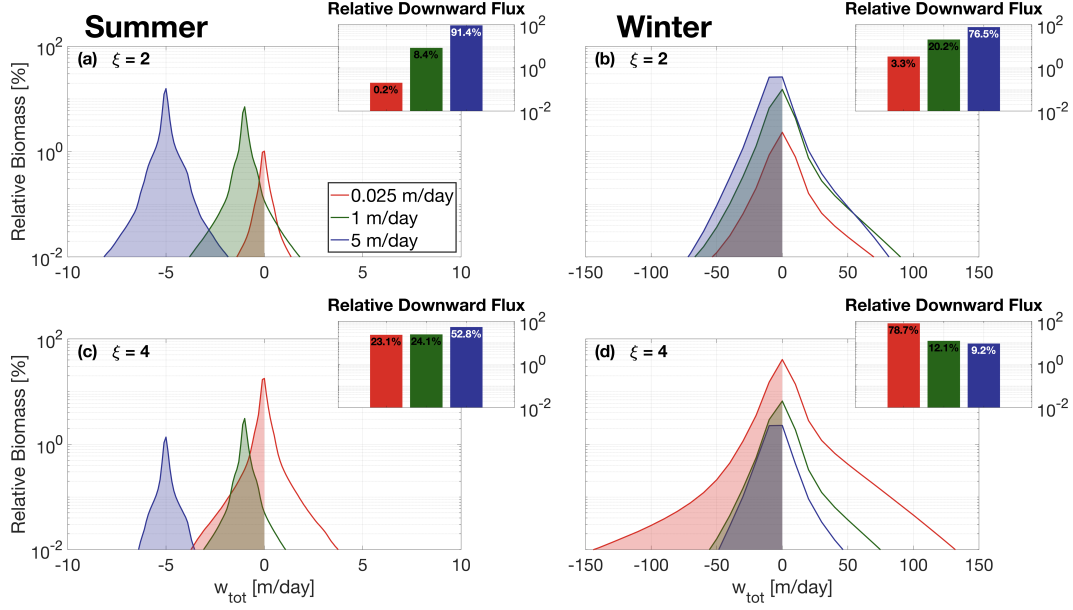 Summer
Relative Downward Flux
0.2%
8.4%
91.4%
10^2
10^0
10^-2
(a) ξ = 2
10^2
10^0
10^-2
Relative Biomass [%]
0.025 m/day
1 m/day
5 m/day
-10 -5 0 5 10
Winter
Relative Downward Flux
3.3%
20.2%
76.5%
10^2
10^0
10^-2
(b) ξ = 2
-150 -100 -50 0 50 100 150
Relative Downward Flux
23.1%
24.1%
52.8%
10^2
10^0
10^-2
(c) ξ = 4
10^2
10^0
10^-2
Relative Biomass [%]
-10 -5 0 5 10
w_tot [m/day]
Relative Downward Flux
78.7%
12.1%
9.2%
10^2
10^0
10^-2
(d) ξ = 4
-150 -100 -50 0 50 100 150
w_tot [m/day]